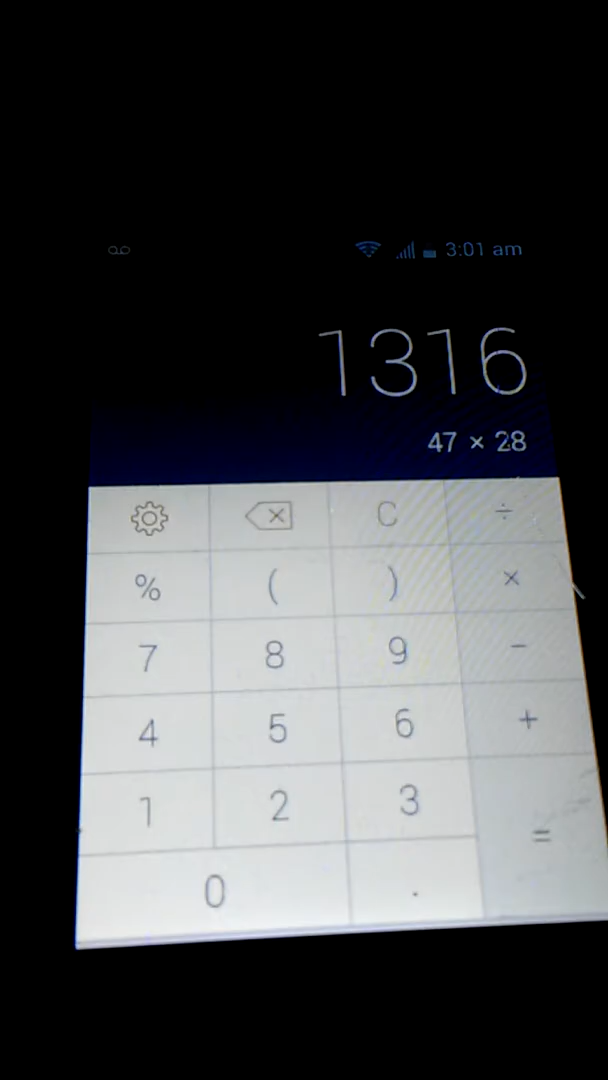 3:01 am
1316
47 × 28
C ÷
% ( ) ×
7 8 9 −
4 5 6 +
1 2 3
=
0 .